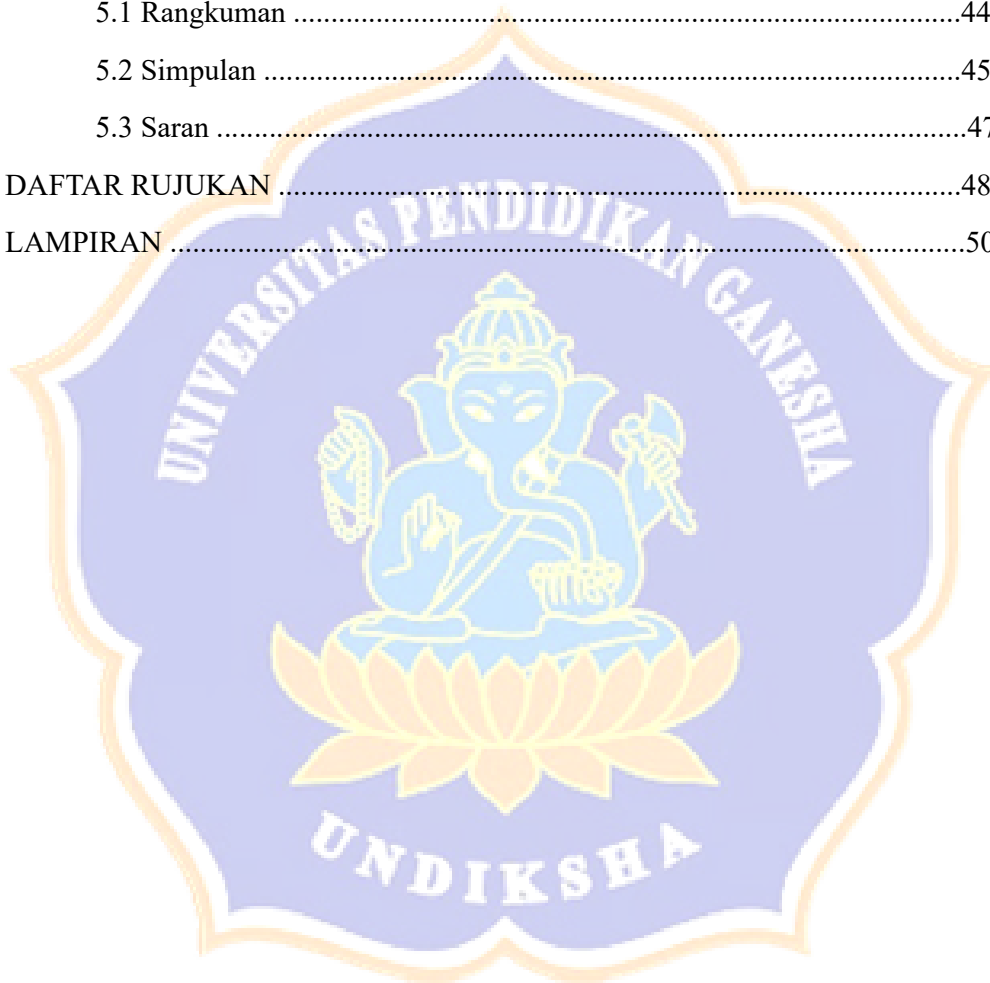 5.1 Rangkuman ........................................................................................44
5.2 Simpulan ............................................................................................45
5.3 Saran ..................................................................................................47
DAFTAR RUJUKAN ..............................................................................................48
LAMPIRAN ............................................................................................................50
UNIVERSITAS PENDIDIKAN GANESHA
UNDIKSHA